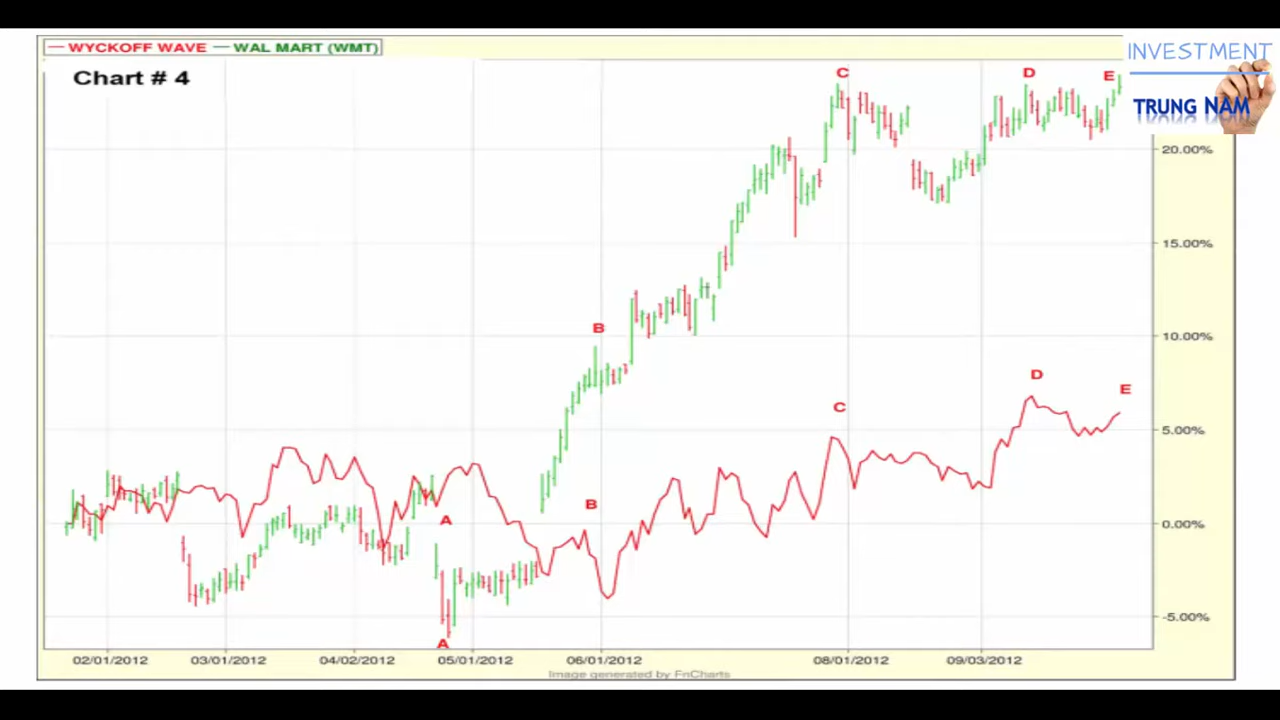 WYCKOFF WAVE WAL MART (WMT)
INVESTMENT
TRUNG NAM
Chart # 4
C D E
20.00%
15.00%
B
10.00%
D
E
C
5.00%
B
A
0.00%
-5.00%
A
02/01/2012 03/01/2012 04/02/2012 05/01/2012 06/01/2012 08/01/2012 09/03/2012
Image generated by FnCharts